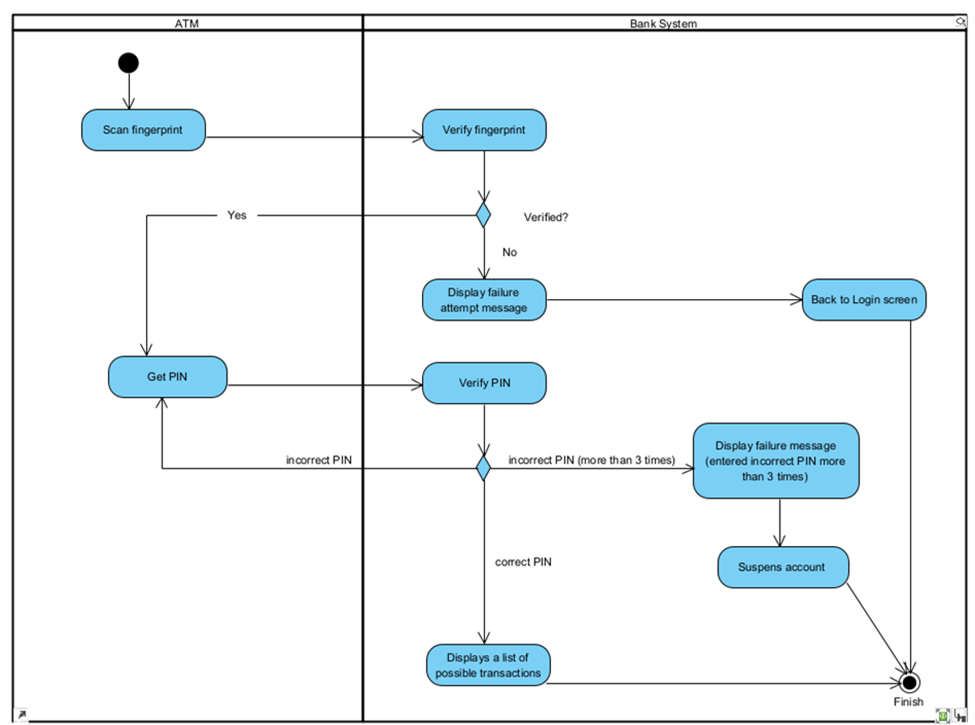 ATM
Bank System
Scan fingerprint
Verify fingerprint
Yes
Verified?
No
Display failure
attempt message
Back to Login screen
Get PIN
Verify PIN
Display failure message
(entered incorrect PIN more
than 3 times)
incorrect PIN
incorrect PIN (more than 3 times)
correct PIN
Suspens account
Displays a list of
possible transactions
Finish